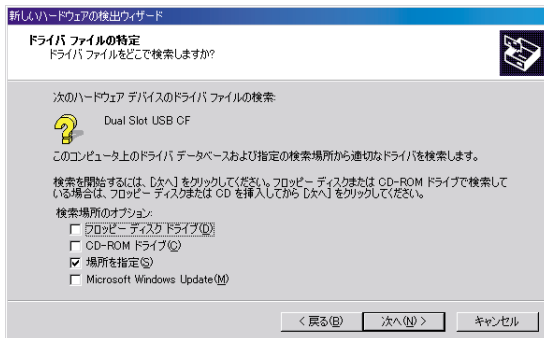 新しいハードウェアの検出ウィザード
ドライバ ファイルの特定
ドライバ ファイルをどこで検索しますか?
次のハードウェア デバイスのドライバ ファイルの検索:
Dual Slot USB CF
このコンピュータ上のドライバ データベースおよび指定の検索場所から適切なドライバを検索します。
検索を開始するには、[次へ] をクリックしてください。フロッピー ディスクまたは CD-ROM ドライブで検索して
いる場合は、フロッピー ディスクまたは CD を挿入してから [次へ] をクリックしてください。
検索場所のオプション:
フロッピー ディスク ドライブ(D)
CD-ROM ドライブ(C)
場所を指定(S)
Microsoft Windows Update(M)
< 戻る(B) 次へ(N) > キャンセル